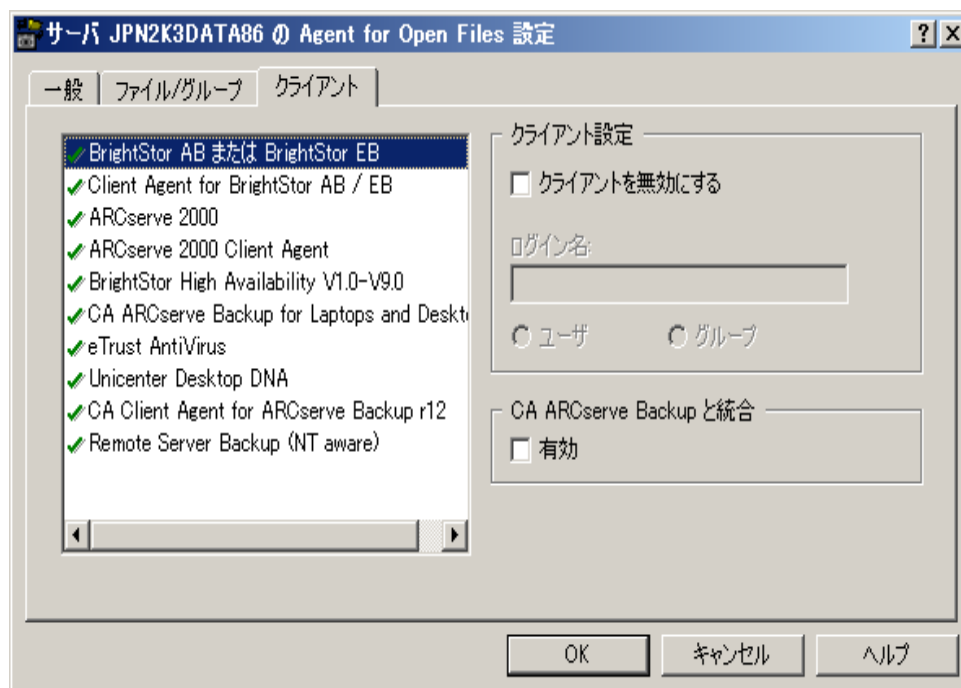 サーバ JPN2K3DATA86 の Agent for Open Files 設定
一般
ファイル/グループ
クライアント
BrightStor AB または BrightStor EB
Client Agent for BrightStor AB / EB
ARCserve 2000
ARCserve 2000 Client Agent
BrightStor High Availability V1.0-V9.0
CA ARCserve Backup for Laptops and Deskt
eTrust AntiVirus
Unicenter Desktop DNA
CA Client Agent for ARCserve Backup r12
Remote Server Backup (NT aware)
クライアント設定
クライアントを無効にする
ログイン名:
ユーザ
グループ
CA ARCserve Backup と統合
有効
OK
キャンセル
ヘルプ